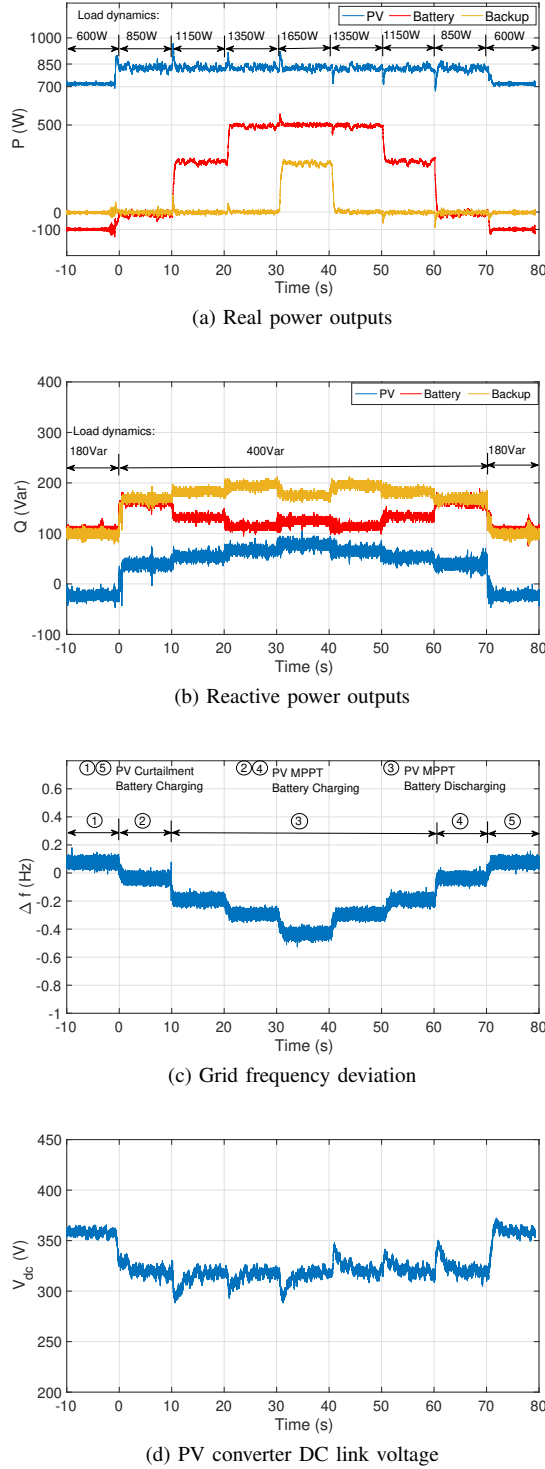 Load dynamics:
PV Battery Backup
600W 850W 1150W 1350W 1650W 1350W 1150W 850W 600W
1000
850
700
500
0
-100
P (W)
-10 0 10 20 30 40 50 60 70 80
Time (s)
(a) Real power outputs
400
300
200
100
0
-100
Q (Var)
PV Battery Backup
Load dynamics:
180Var 400Var 180Var
-10 0 10 20 30 40 50 60 70 80
Time (s)
(b) Reactive power outputs
① ⑤ PV Curtailment
Battery Charging
② ④ PV MPPT
Battery Charging
③ PV MPPT
Battery Discharging
① ② ③ ④ ⑤
0.6
0.4
0.2
0
-0.2
-0.4
-0.6
-0.8
-1
Δ f (Hz)
-10 0 10 20 30 40 50 60 70 80
Time (s)
(c) Grid frequency deviation
450
400
350
300
250
200
Vdc (V)
-10 0 10 20 30 40 50 60 70 80
Time (s)
(d) PV converter DC link voltage